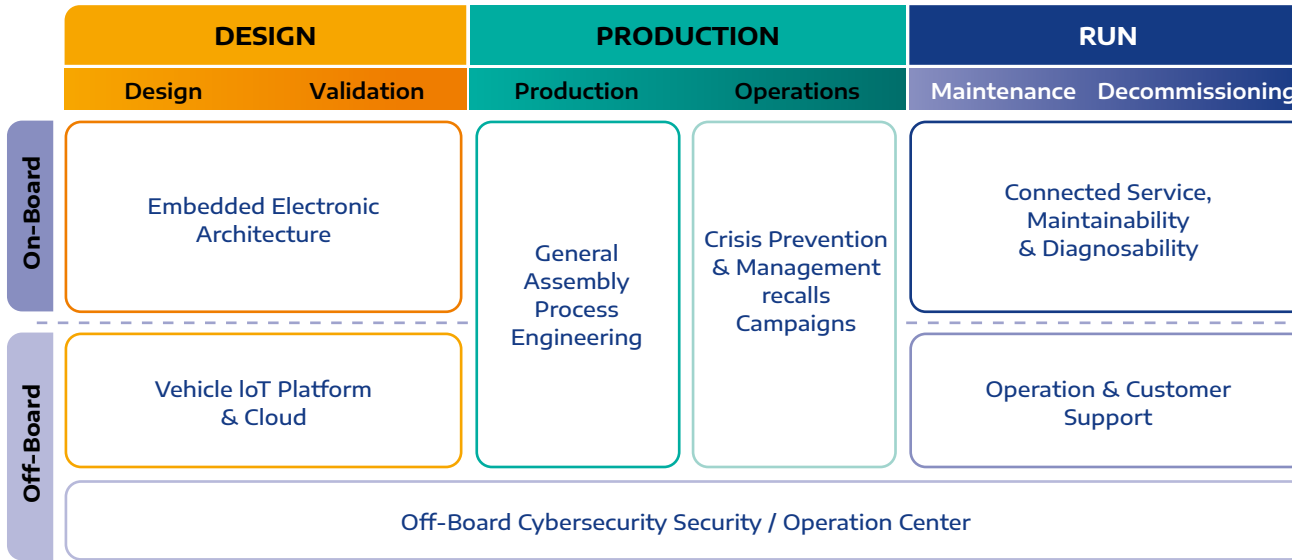 DESIGN
PRODUCTION
RUN
Design
Validation
Production
Operations
Maintenance
Decommissioning
On-Board
Embedded Electronic
Architecture
General
Assembly
Process
Engineering
Crisis Prevention
& Management
recalls
Campaigns
Connected Service,
Maintainability
& Diagnosability
Off-Board
Vehicle loT Platform
& Cloud
Operation & Customer
Support
Off-Board Cybersecurity Security / Operation Center